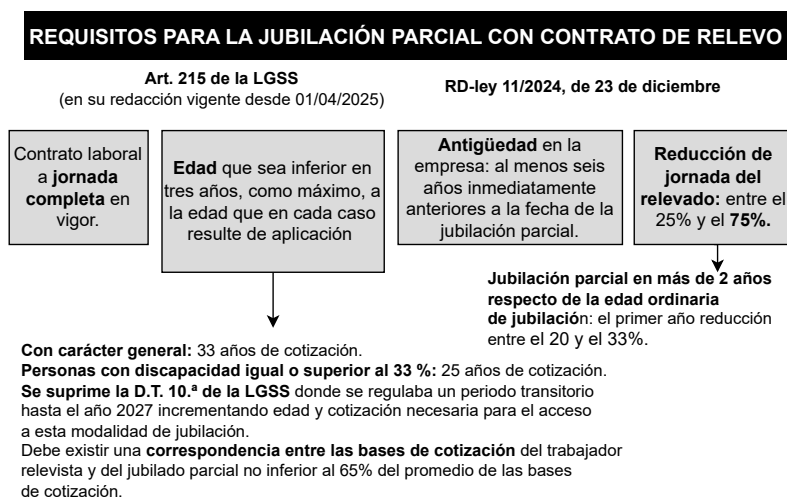 REQUISITOS PARA LA JUBILACIÓN PARCIAL CON CONTRATO DE RELEVO
Art. 215 de la LGSS
(en su redacción vigente desde 01/04/2025)
RD-ley 11/2024, de 23 de diciembre
Contrato laboral
a jornada
completa en
vigor.
Edad que sea inferior en
tres años, como máximo, a
la edad que en cada caso
resulte de aplicación
Antigüedad en la
empresa: al menos seis
años inmediatamente
anteriores a la fecha de la
jubilación parcial.
Reducción de
jornada del
relevado: entre el
25% y el 75%.
Jubilación parcial en más de 2 años
respecto de la edad ordinaria
de jubilación: el primer año reducción
entre el 20 y el 33%.
Con carácter general: 33 años de cotización.
Personas con discapacidad igual o superior al 33 %: 25 años de cotización.
Se suprime la D.T. 10.ª de la LGSS donde se regulaba un periodo transitorio
hasta el año 2027 incrementando edad y cotización necesaria para el acceso
a esta modalidad de jubilación.
Debe existir una correspondencia entre las bases de cotización del trabajador
relevista y del jubilado parcial no inferior al 65% del promedio de las bases
de cotización.